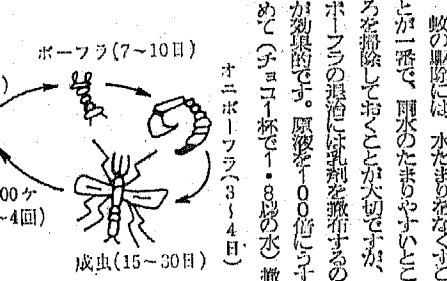 蚊の駆除には、水たまりをなくすこ
とが一番で、雨水のたまりやすいとこ
ろを掃除しておくことが大切ですが、
ボーフラの退治には乳剤を撒布するの
が効果的です。原液を100倍にうす
めて(チョコ1杯で1・8㍑の水)撒
ボーフラ(7~10日)
オニボーフラ(3~4日)
成虫(15~30日)
00ケ
~4回)